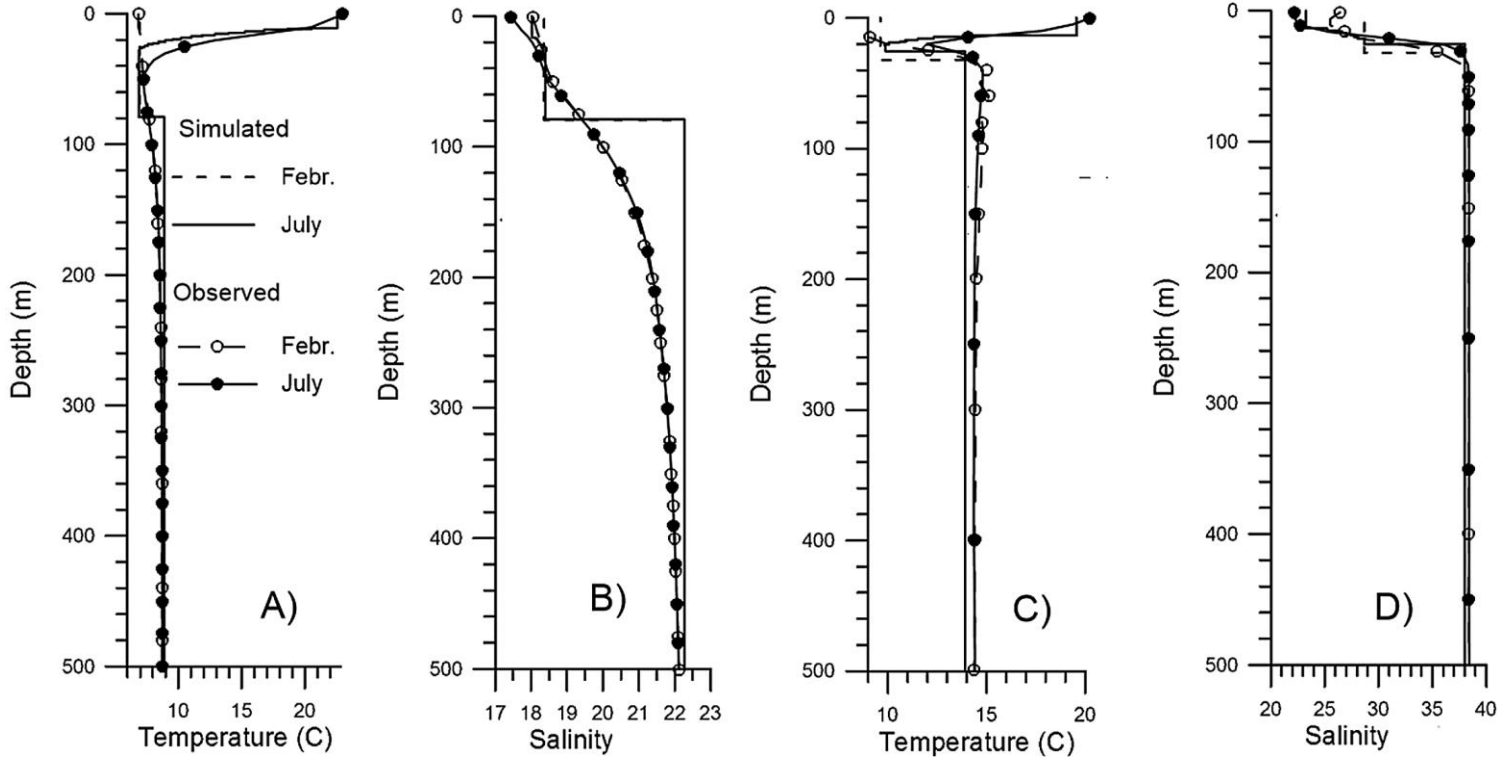 0
100
200
300
400
500
Depth (m)
10
15
20
Temperature (C)
Simulated
Febr.
July
Observed
Febr.
July
A)
0
100
200
300
400
500
Depth (m)
17
18
19
20
21
22
23
Salinity
B)
0
100
200
300
400
500
Depth (m)
10
15
20
Temperature (C)
C)
0
100
200
300
400
500
Depth (m)
20
25
30
35
40
Salinity
D)